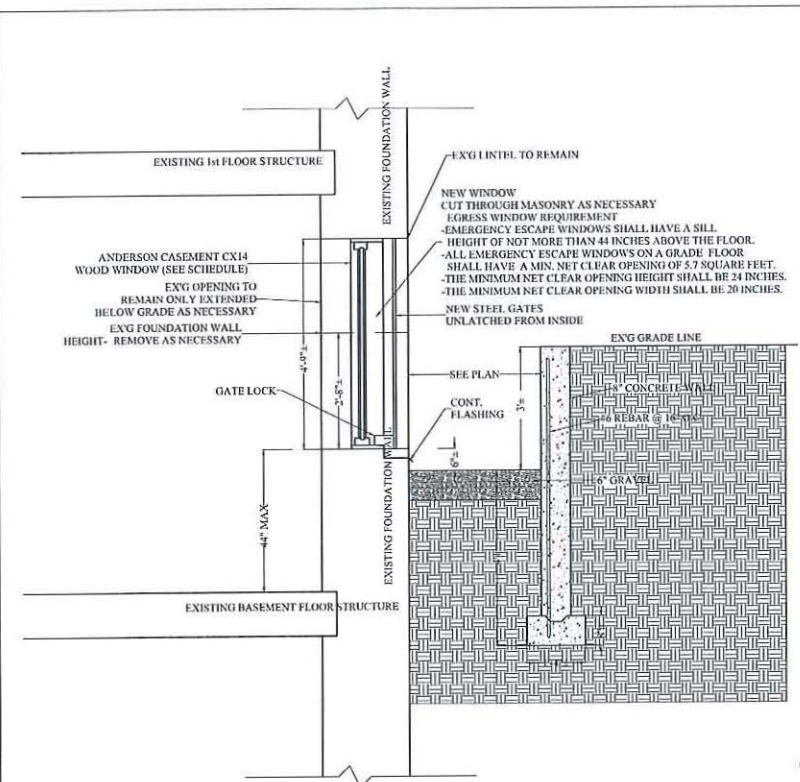 EXISTING FOUNDATION WALL
EXISTING 1st FLOOR STRUCTURE
EX'G LINTEL TO REMAIN
NEW WINDOW
CUT THROUGH MASONRY AS NECESSARY
EGRESS WINDOW REQUIREMENT
-EMERGENCY ESCAPE WINDOWS SHALL HAVE A SILL
HEIGHT OF NOT MORE THAN 44 INCHES ABOVE THE FLOOR.
-ALL EMERGENCY ESCAPE WINDOWS ON A GRADE FLOOR
SHALL HAVE A MIN. NET CLEAR OPENING OF 5.7 SQUARE FEET.
-THE MINIMUM NET CLEAR OPENING HEIGHT SHALL BE 24 INCHES.
-THE MINIMUM NET CLEAR OPENING WIDTH SHALL BE 20 INCHES.
ANDERSON CASEMENT CX14
WOOD WINDOW (SEE SCHEDULE)
EX'G OPENING TO
REMAIN ONLY EXTENDED
BELOW GRADE AS NECESSARY
EX'G FOUNDATION WALL
HEIGHT- REMOVE AS NECESSARY
NEW STEEL GATES
UNLATCHED FROM INSIDE
EX'G GRADE LINE
4'-9"±
2'-8"±
GATE LOCK
SEE PLAN
3'±
8" CONCRETE WALL
CONT.
FLASHING
#6 REBAR @ 16"
6"±
6" GRAVEL
44" MAX
EXISTING FOUNDATION WALL
EXISTING BASEMENT FLOOR STRUCTURE